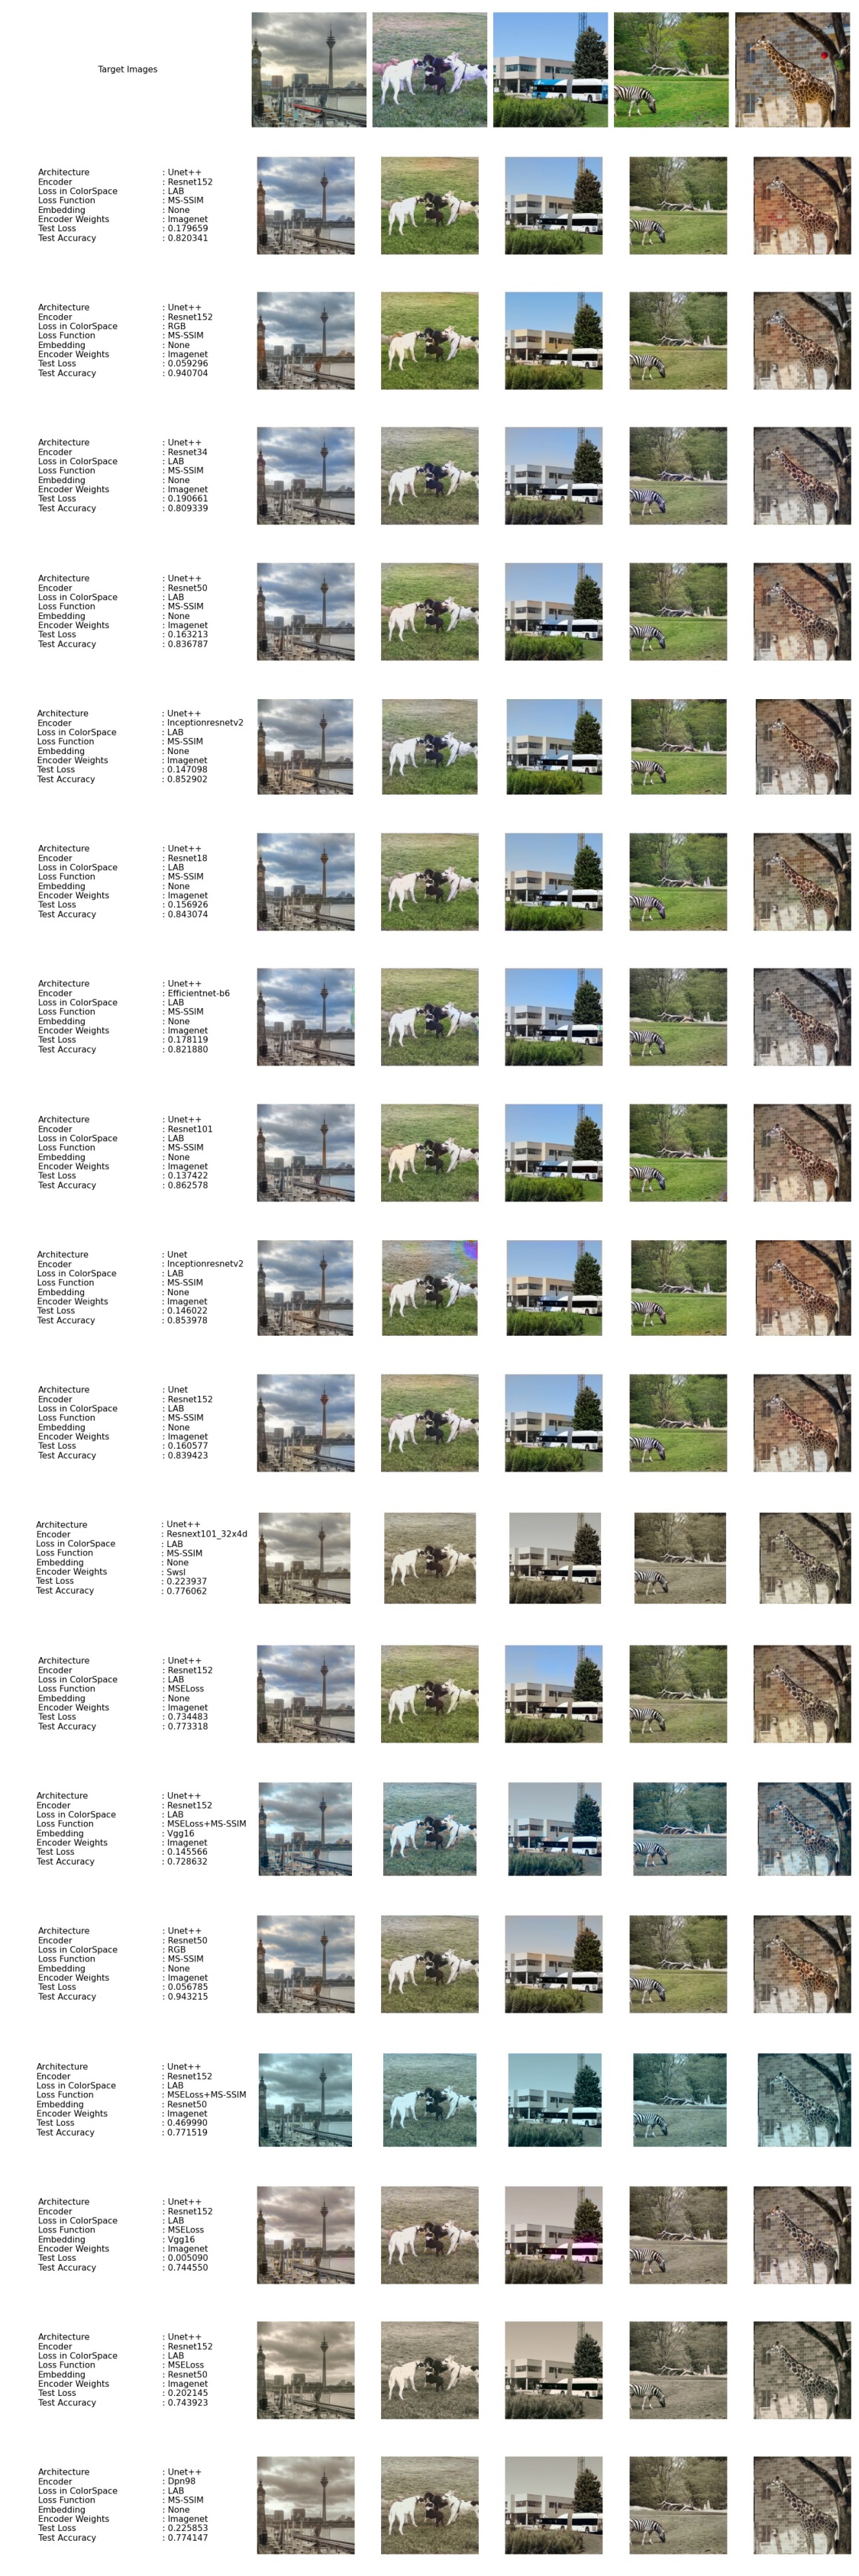 Target Images
Architecture : Unet++
Encoder : Resnet152
Loss in ColorSpace : LAB
Loss Function : MS-SSIM
Embedding : None
Encoder Weights : Imagenet
Test Loss : 0.179659
Test Accuracy : 0.820341
Architecture : Unet++
Encoder : Resnet152
Loss in ColorSpace : RGB
Loss Function : MS-SSIM
Embedding : None
Encoder Weights : Imagenet
Test Loss : 0.059296
Test Accuracy : 0.940704
Architecture : Unet++
Encoder : Resnet34
Loss in ColorSpace : LAB
Loss Function : MS-SSIM
Embedding : None
Encoder Weights : Imagenet
Test Loss : 0.190661
Test Accuracy : 0.809339
Architecture : Unet++
Encoder : Resnet50
Loss in ColorSpace : LAB
Loss Function : MS-SSIM
Embedding : None
Encoder Weights : Imagenet
Test Loss : 0.163213
Test Accuracy : 0.836787
Architecture : Unet++
Encoder : Inceptionresnetv2
Loss in ColorSpace : LAB
Loss Function : MS-SSIM
Embedding : None
Encoder Weights : Imagenet
Test Loss : 0.147098
Test Accuracy : 0.852902
Architecture : Unet++
Encoder : Resnet18
Loss in ColorSpace : LAB
Loss Function : MS-SSIM
Embedding : None
Encoder Weights : Imagenet
Test Loss : 0.156926
Test Accuracy : 0.843074
Architecture : Unet++
Encoder : Efficientnet-b6
Loss in ColorSpace : LAB
Loss Function : MS-SSIM
Embedding : None
Encoder Weights : Imagenet
Test Loss : 0.178119
Test Accuracy : 0.821880
Architecture : Unet++
Encoder : Resnet101
Loss in ColorSpace : LAB
Loss Function : MS-SSIM
Embedding : None
Encoder Weights : Imagenet
Test Loss : 0.137422
Test Accuracy : 0.862578
Architecture : Unet
Encoder : Inceptionresnetv2
Loss in ColorSpace : LAB
Loss Function : MS-SSIM
Embedding : None
Encoder Weights : Imagenet
Test Loss : 0.146022
Test Accuracy : 0.853978
Architecture : Unet
Encoder : Resnet152
Loss in ColorSpace : LAB
Loss Function : MS-SSIM
Embedding : None
Encoder Weights : Imagenet
Test Loss : 0.160577
Test Accuracy : 0.839423
Architecture : Unet++
Encoder : Resnext101_32x4d
Loss in ColorSpace : LAB
Loss Function : MS-SSIM
Embedding : None
Encoder Weights : Swsl
Test Loss : 0.223937
Test Accuracy : 0.776062
Architecture : Unet++
Encoder : Resnet152
Loss in ColorSpace : LAB
Loss Function : MSELoss
Embedding : None
Encoder Weights : Imagenet
Test Loss : 0.734483
Test Accuracy : 0.773318
Architecture : Unet++
Encoder : Resnet152
Loss in ColorSpace : LAB
Loss Function : MSELoss+MS-SSIM
Embedding : Vgg16
Encoder Weights : Imagenet
Test Loss : 0.145566
Test Accuracy : 0.728632
Architecture : Unet++
Encoder : Resnet50
Loss in ColorSpace : RGB
Loss Function : MS-SSIM
Embedding : None
Encoder Weights : Imagenet
Test Loss : 0.056785
Test Accuracy : 0.943215
Architecture : Unet++
Encoder : Resnet152
Loss in ColorSpace : LAB
Loss Function : MSELoss+MS-SSIM
Embedding : Resnet50
Encoder Weights : Imagenet
Test Loss : 0.469990
Test Accuracy : 0.771519
Architecture : Unet++
Encoder : Resnet152
Loss in ColorSpace : LAB
Loss Function : MSELoss
Embedding : Vgg16
Encoder Weights : Imagenet
Test Loss : 0.005090
Test Accuracy : 0.744550
Architecture : Unet++
Encoder : Resnet152
Loss in ColorSpace : LAB
Loss Function : MSELoss
Embedding : Resnet50
Encoder Weights : Imagenet
Test Loss : 0.202145
Test Accuracy : 0.743923
Architecture : Unet++
Encoder : Dpn98
Loss in ColorSpace : LAB
Loss Function : MS-SSIM
Embedding : None
Encoder Weights : Imagenet
Test Loss : 0.225853
Test Accuracy : 0.774147